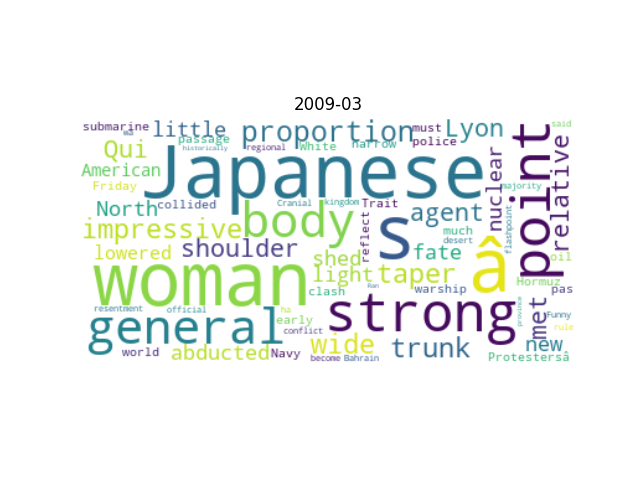 2009-03
submarine
little
proportion
must
Lyon
said
passage
police
Qui
historically
regional
White
narrow
point
Japanese
nuclear
relative
American
Friday
Cranial
kingdom
Trait
majority
North
collided
body
s
agent
reflect
flashpoint
impressive
shoulder
fate
much
desert
â
lowered
shed
light
taper
oil
Hormuz
woman
Ran
warship
pas
resentment
official
ha
clash
early
strong
met
province
Funny
general
conflict
rule
world
abducted
Navy
wide
trunk
new
become
Bahrain
Protestersâ